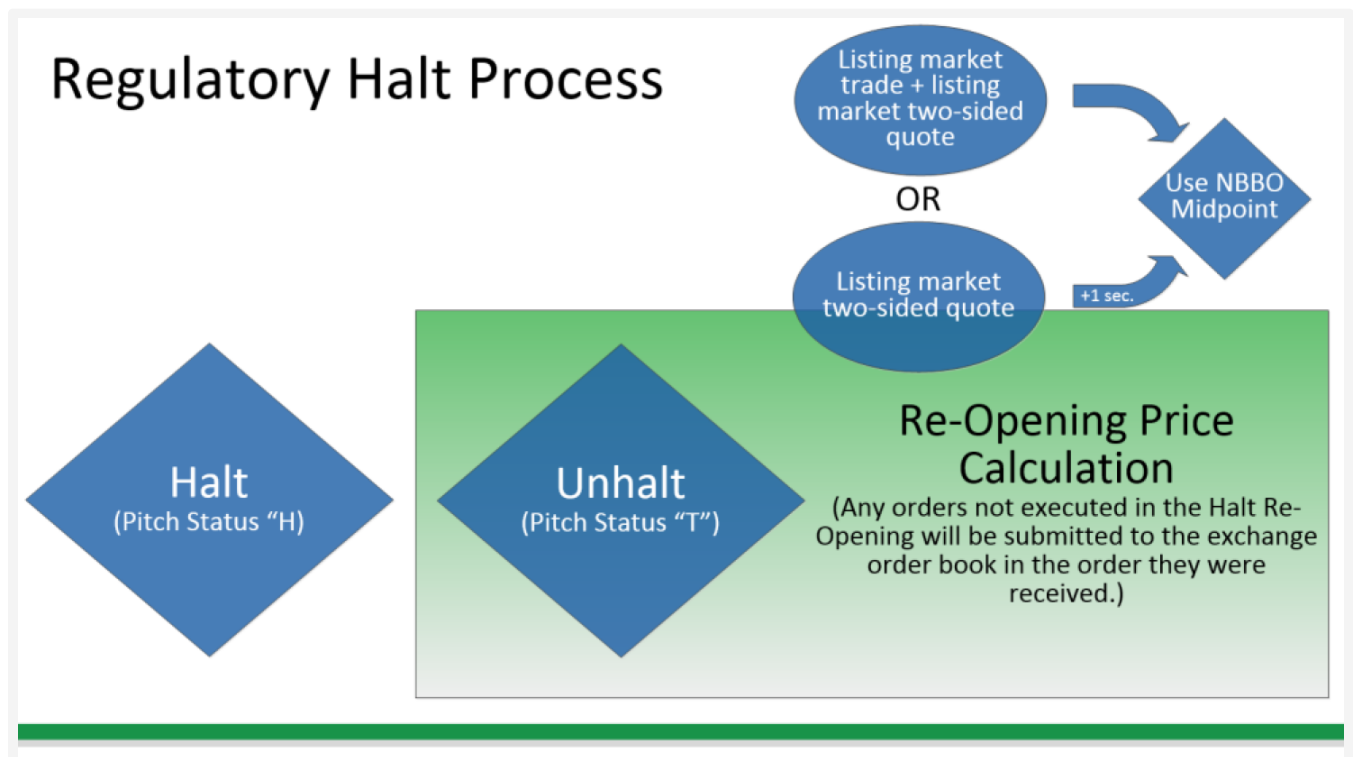 Regulatory Halt Process
Listing market
trade + listing
market two-sided
quote
OR
Use NBBO
Midpoint
Listing market
two-sided quote
+1 sec.
Halt
(Pitch Status “H)
Unhalt
(Pitch Status “T”)
Re-Opening Price
Calculation
(Any orders not executed in the Halt Re-
Opening will be submitted to the exchange
order book in the order they were
received.)